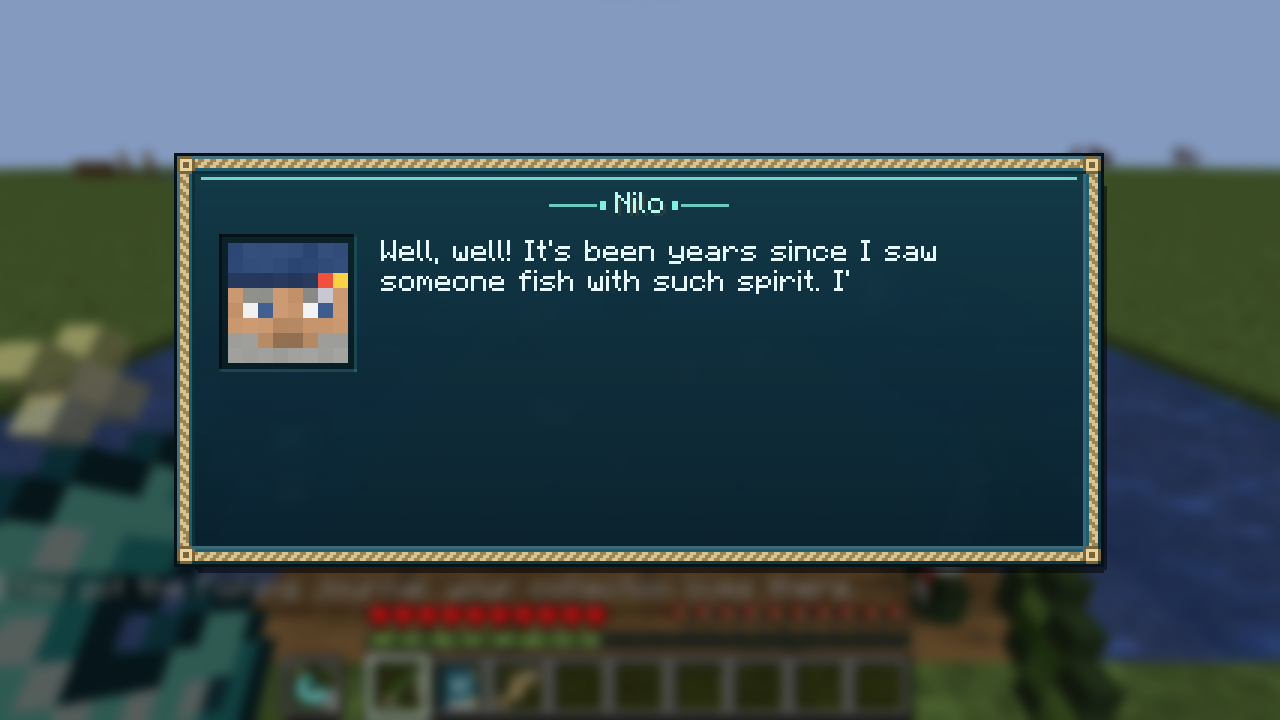 Nilo
Well, well! It's been years since I saw
someone fish with such spirit. I'